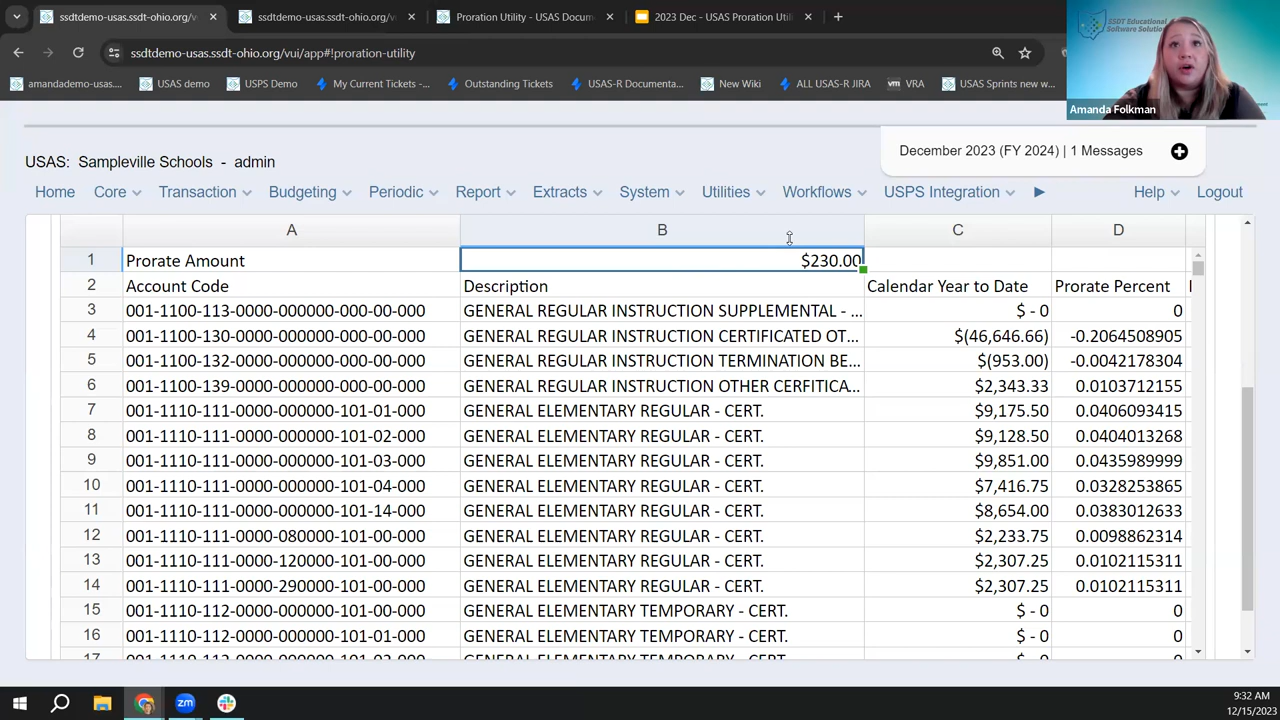 ssdtdemo-usas.ssdt-ohio.org/v
ssdtdemo-usas.ssdt-ohio.org/v
Proration Utility - USAS Docum
2023 Dec - USAS Proration Util
ssdtdemo-usas.ssdt-ohio.org/vui/app#!proration-utility
amandademo-usas....
USAS demo
USPS Demo
My Current Tickets -...
Outstanding Tickets
USAS-R Documenta...
New Wiki
ALL USAS-R JIRA
vm VRA
USAS Sprints new w...
SSDT Educational
Software Solution
Amanda Folkman
USAS: Sampleville Schools - admin
December 2023 (FY 2024) | 1 Messages
Home Core Transaction Budgeting Periodic Report Extracts System Utilities Workflows USPS Integration Help Logout
A B C D
1 Prorate Amount $230.00
2 Account Code Description Calendar Year to Date Prorate Percent
3 001-1100-113-0000-000000-000-00-000 GENERAL REGULAR INSTRUCTION SUPPLEMENTAL - ... $ - 0 0
4 001-1100-130-0000-000000-000-00-000 GENERAL REGULAR INSTRUCTION CERTIFICATED OT... $(46,646.66) -0.2064508905
5 001-1100-132-0000-000000-000-00-000 GENERAL REGULAR INSTRUCTION TERMINATION BE... $(953.00) -0.0042178304
6 001-1100-139-0000-000000-000-00-000 GENERAL REGULAR INSTRUCTION OTHER CERFITICA... $2,343.33 0.0103712155
7 001-1110-111-0000-000000-101-01-000 GENERAL ELEMENTARY REGULAR - CERT. $9,175.50 0.0406093415
8 001-1110-111-0000-000000-101-02-000 GENERAL ELEMENTARY REGULAR - CERT. $9,128.50 0.0404013268
9 001-1110-111-0000-000000-101-03-000 GENERAL ELEMENTARY REGULAR - CERT. $9,851.00 0.0435989999
10 001-1110-111-0000-000000-101-04-000 GENERAL ELEMENTARY REGULAR - CERT. $7,416.75 0.0328253865
11 001-1110-111-0000-000000-101-14-000 GENERAL ELEMENTARY REGULAR - CERT. $8,654.00 0.0383012633
12 001-1110-111-0000-080000-101-00-000 GENERAL ELEMENTARY REGULAR - CERT. $2,233.75 0.0098862314
13 001-1110-111-0000-120000-101-00-000 GENERAL ELEMENTARY REGULAR - CERT. $2,307.25 0.0102115311
14 001-1110-111-0000-290000-101-00-000 GENERAL ELEMENTARY REGULAR - CERT. $2,307.25 0.0102115311
15 001-1110-112-0000-000000-101-00-000 GENERAL ELEMENTARY TEMPORARY - CERT. $ - 0 0
16 001-1110-112-0000-000000-101-01-000 GENERAL ELEMENTARY TEMPORARY - CERT. $ - 0 0
17
zm
9:32 AM
12/15/2023